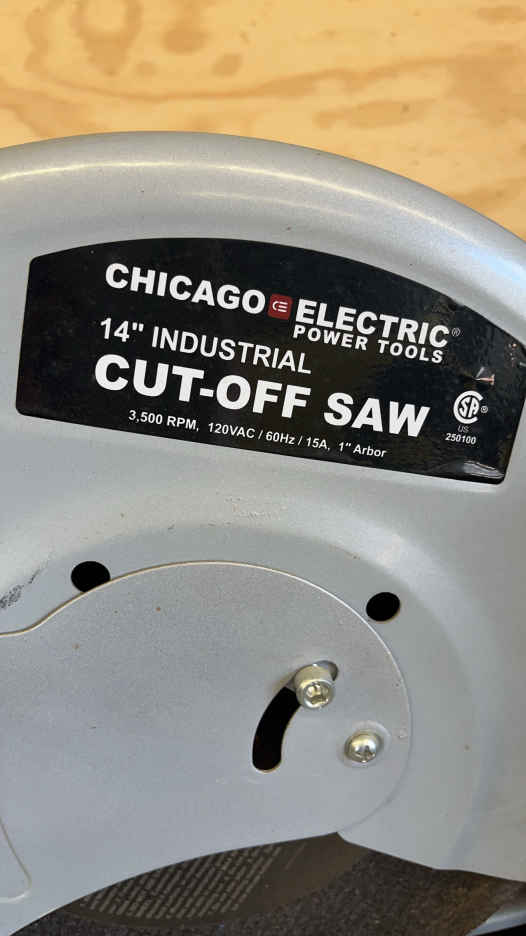 CHICAGO ELECTRIC®
POWER TOOLS
14" INDUSTRIAL
CUT-OFF SAW
3,500 RPM, 120VAC / 60Hz / 15A, 1" Arbor
SA®
US
250100